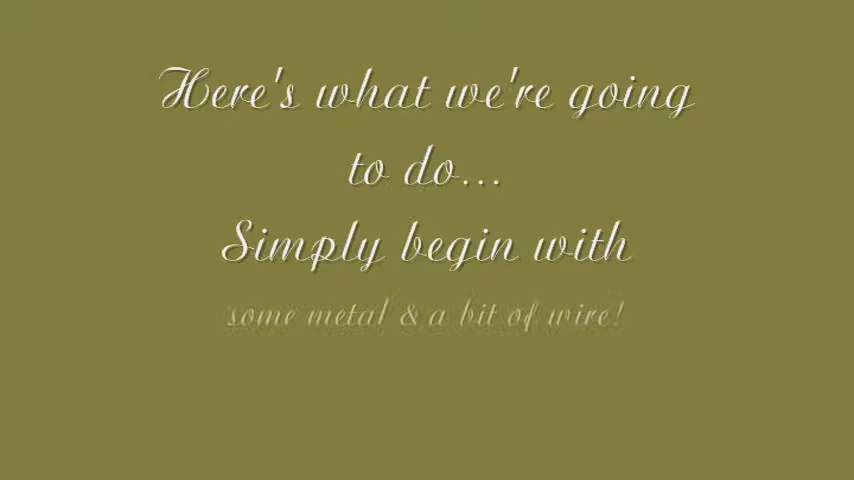 Here's what we're going
to do...
Simply begin with
some metal & a bit of wire!